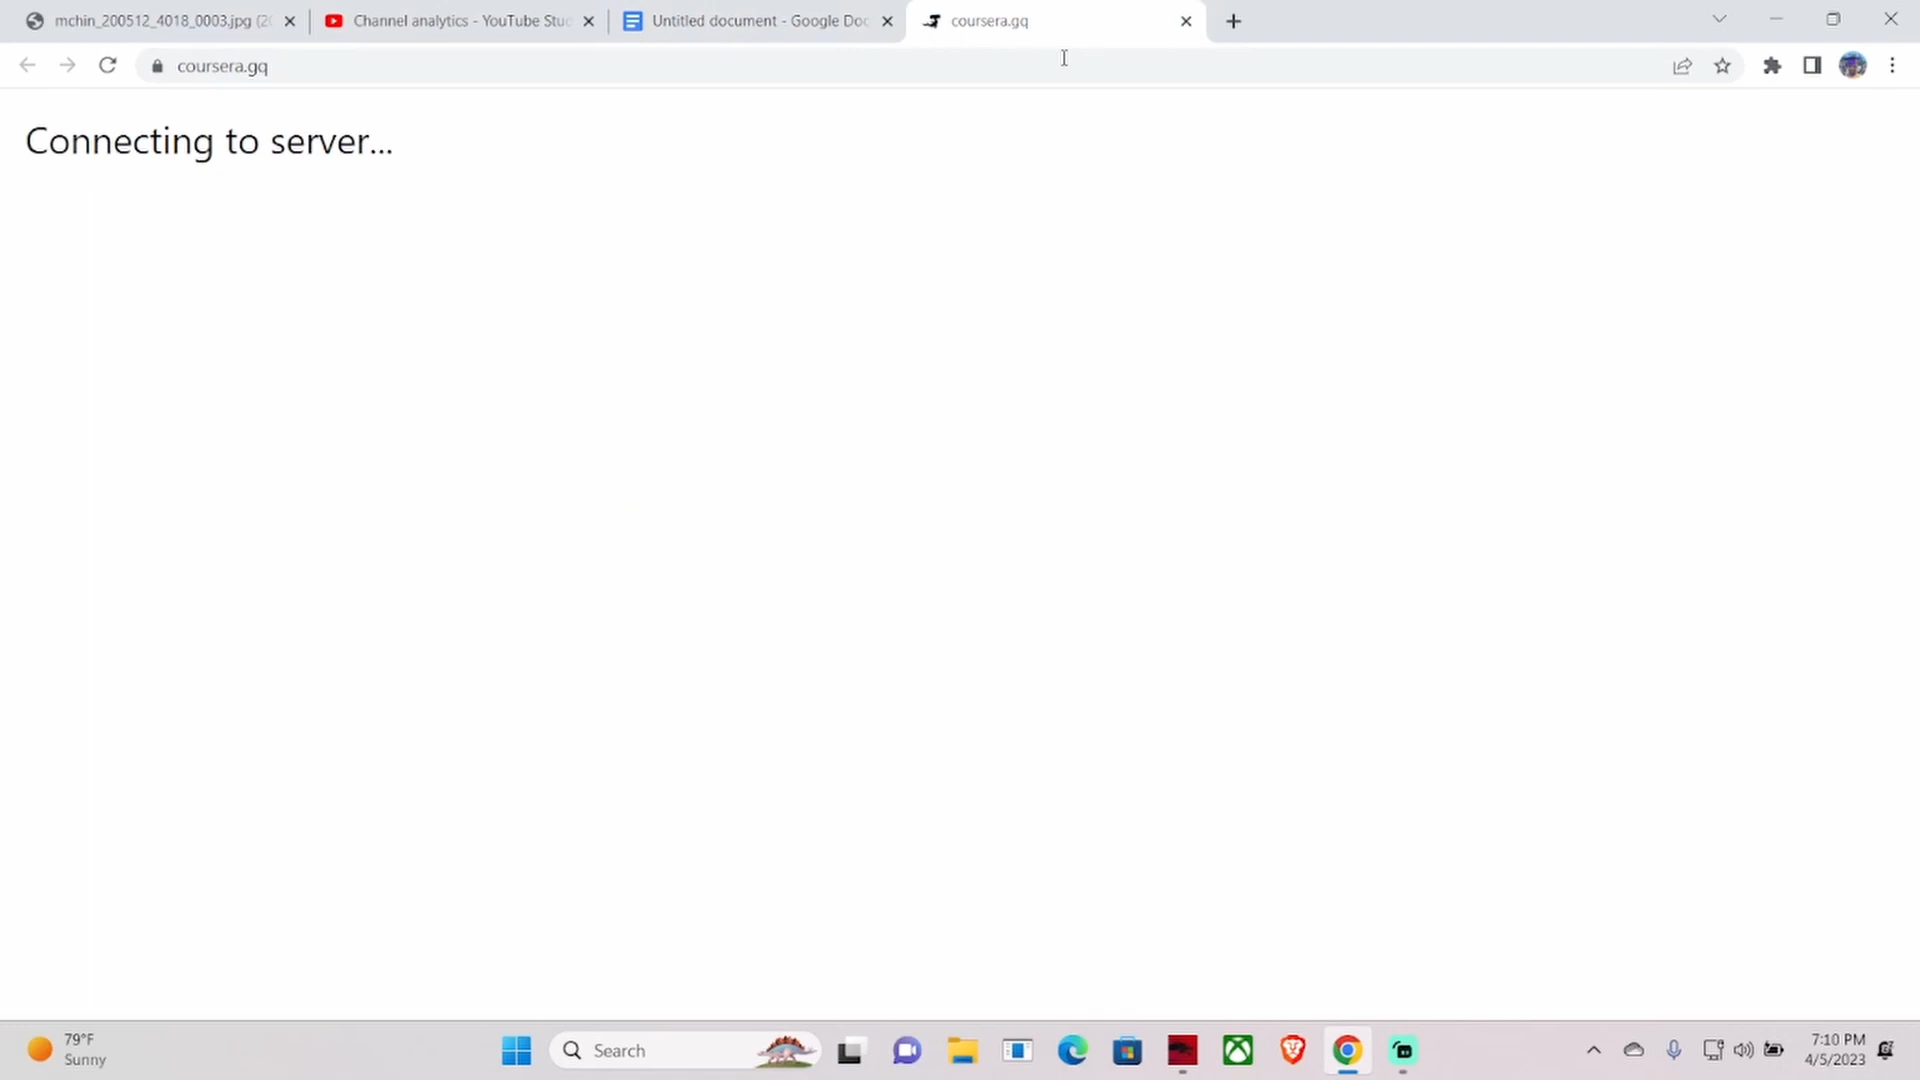 mchin_200512_4018_0003.jpg (20
Channel analytics - YouTube Stu
Untitled document - Google Doc
coursera.gq
coursera.gq
Connecting to server...
79°F
Sunny
Search
7:10 PM
4/5/2023